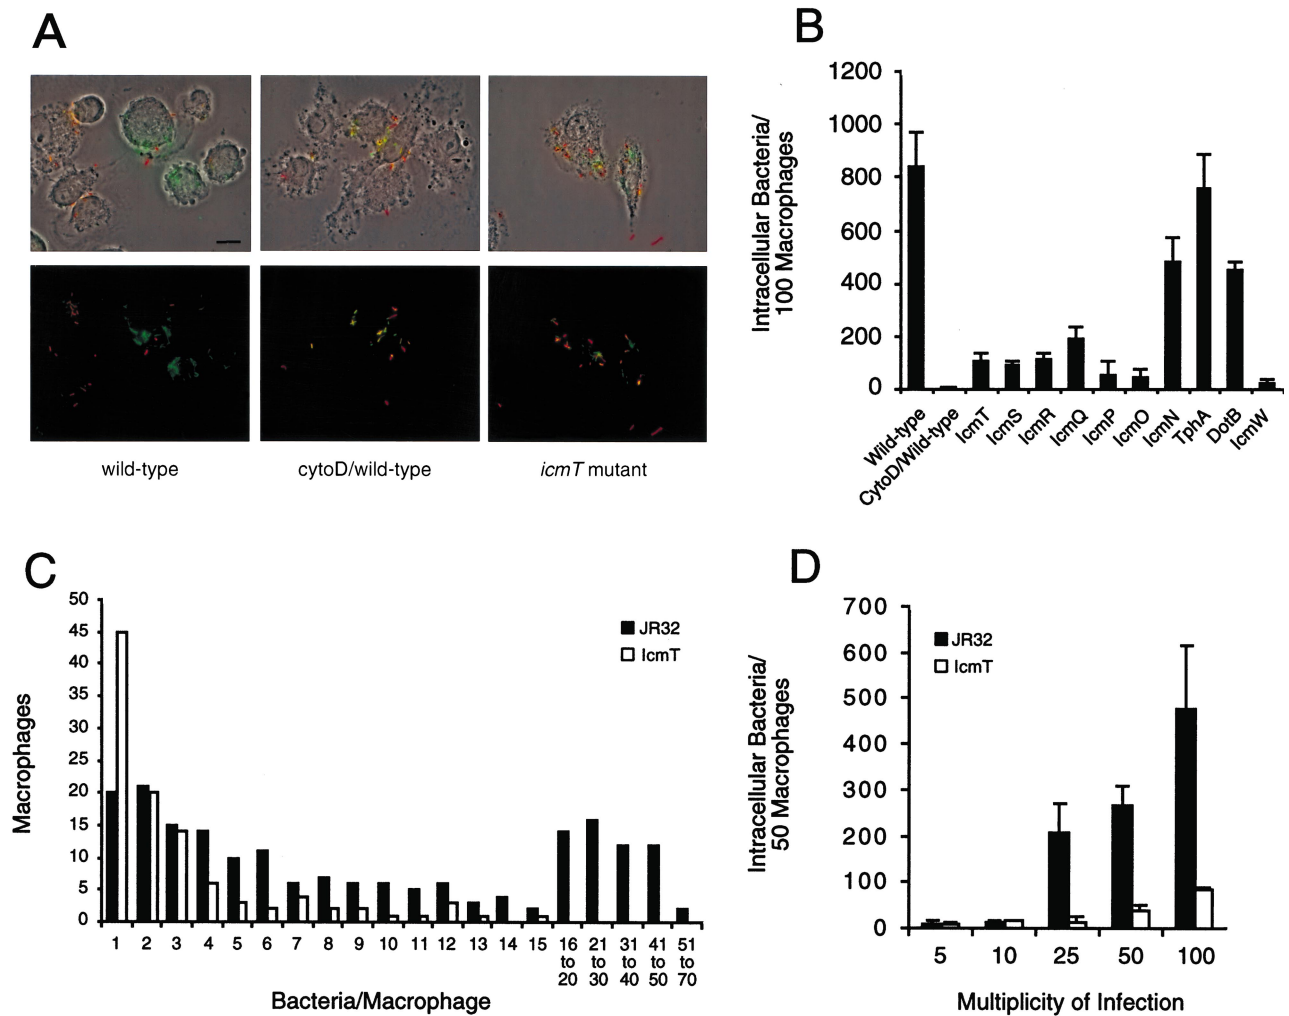 A
wild-type
cytoD/wild-type
icmT mutant
B
Intracellular Bacteria/
100 Macrophages
1200
1000
800
600
400
200
0
Wild-type
CytoD/Wild-type
IcmT
IcmS
IcmR
IcmQ
IcmP
IcmO
IcmN
TphA
DotB
IcmW
C
Macrophages
50
45
40
35
30
25
20
15
10
5
0
JR32
IcmT
1 2 3 4 5 6 7 8 9 10 11 12 13 14 15 16 21 31 41 51
to to to to to
20 30 40 50 70
Bacteria/Macrophage
D
Intracellular Bacteria/
50 Macrophages
700
600
500
400
300
200
100
0
JR32
IcmT
5 10 25 50 100
Multiplicity of Infection